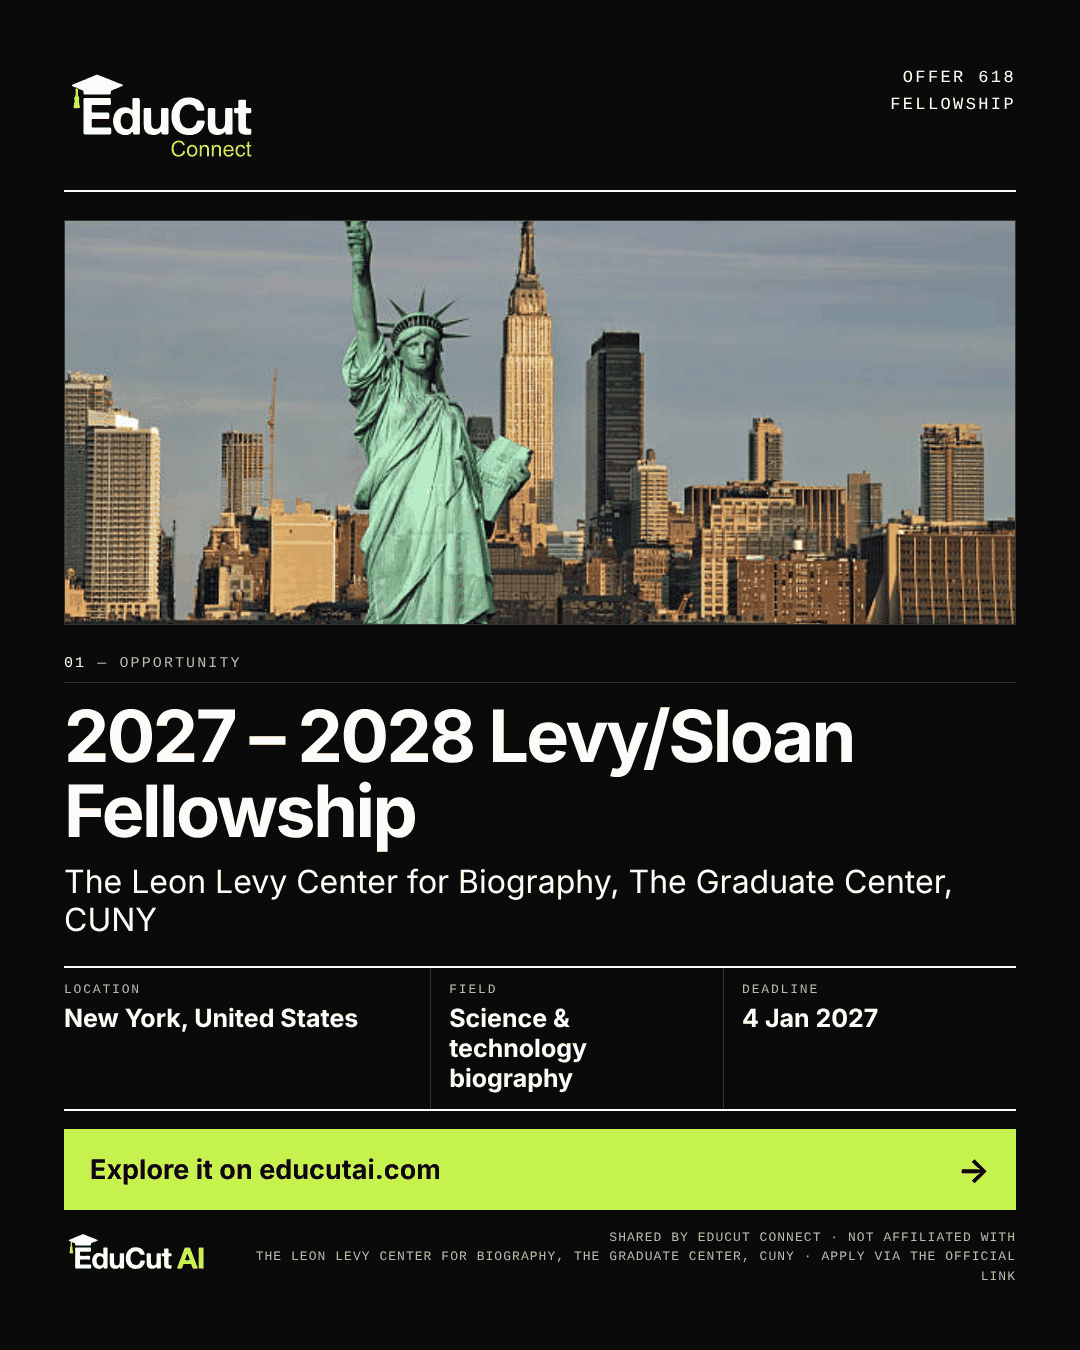 EduCut
Connect
OFFER 618
FELLOWSHIP
01 — OPPORTUNITY
2027 – 2028 Levy/Sloan
Fellowship
The Leon Levy Center for Biography, The Graduate Center,
CUNY
LOCATION
New York, United States
FIELD
Science &
technology
biography
DEADLINE
4 Jan 2027
Explore it on educutai.com →
EduCut AI
SHARED BY EDUCUT CONNECT · NOT AFFILIATED WITH
THE LEON LEVY CENTER FOR BIOGRAPHY, THE GRADUATE CENTER, CUNY · APPLY VIA THE OFFICIAL
LINK